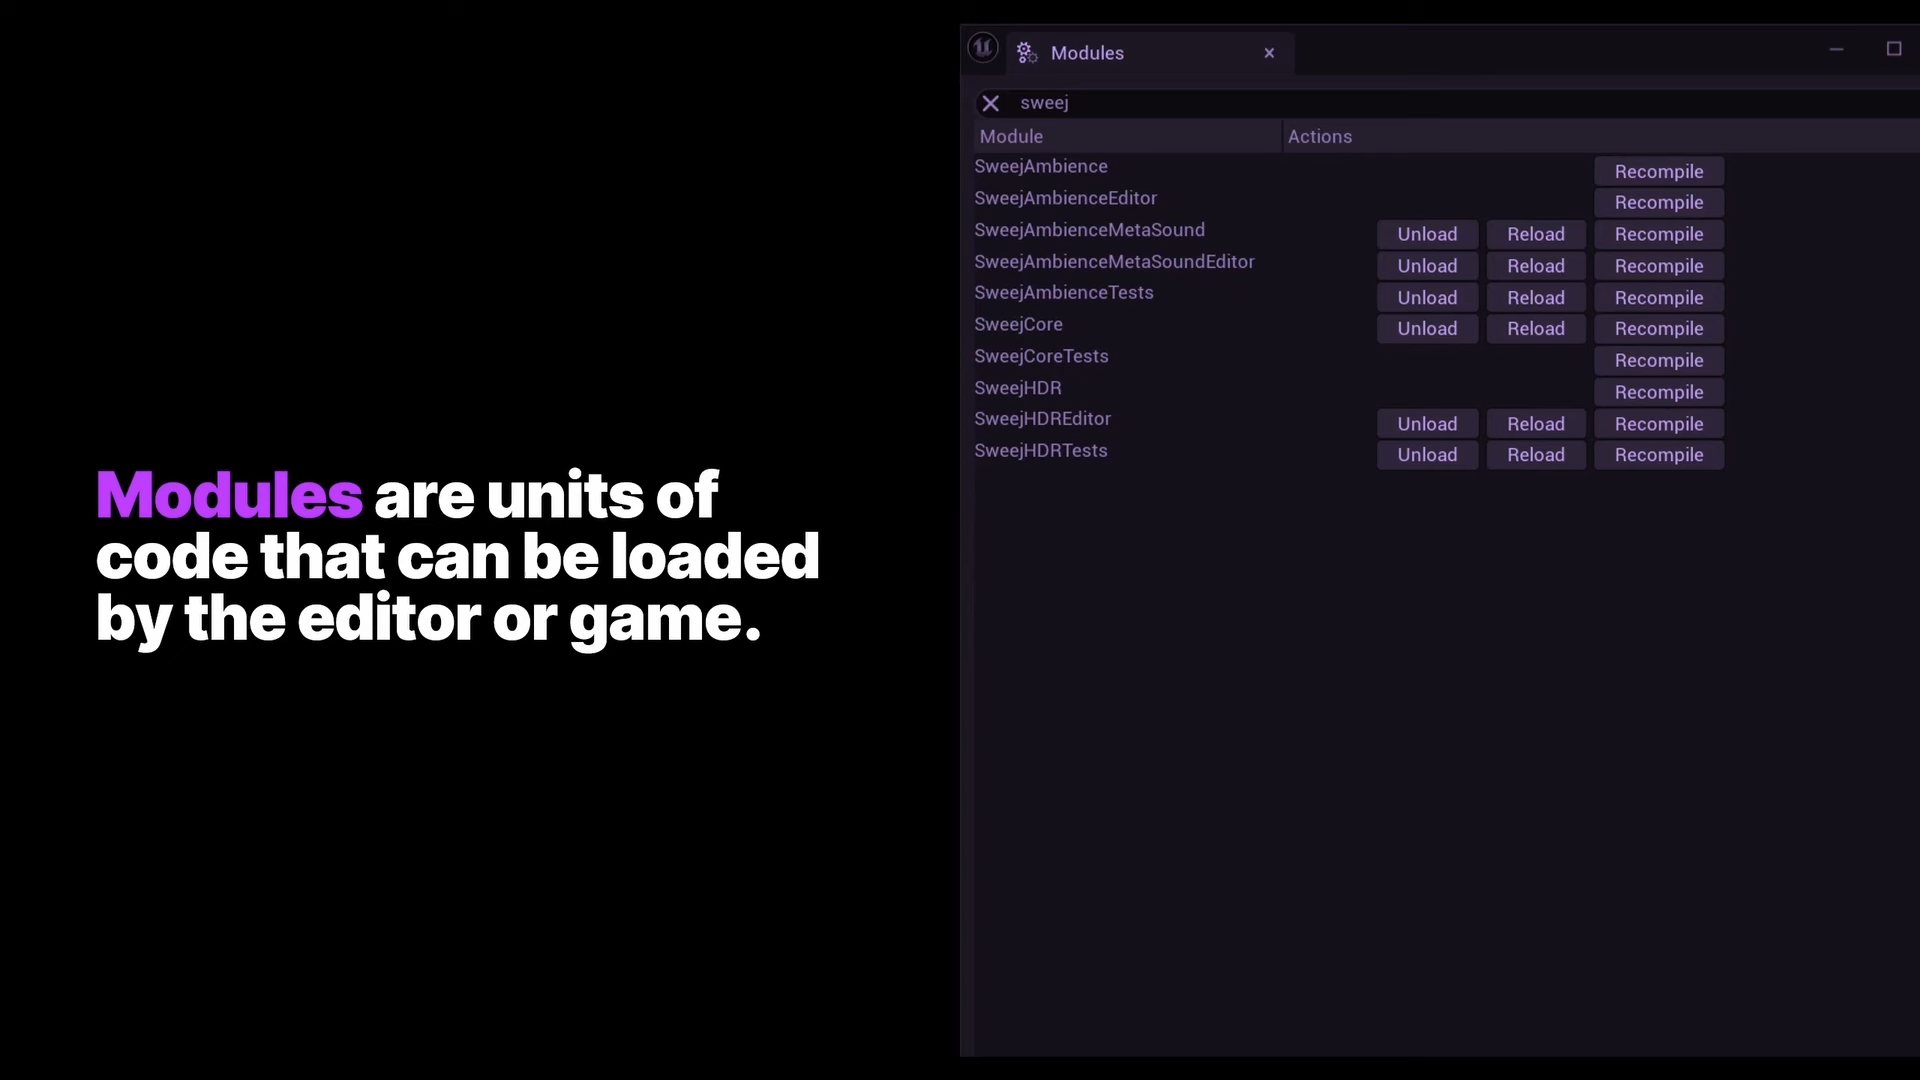 Modules are units of
code that can be loaded
by the editor or game.
Modules
sweej
Module Actions
SweejAmbience Recompile
SweejAmbienceEditor Recompile
SweejAmbienceMetaSound Unload Reload Recompile
SweejAmbienceMetaSoundEditor Unload Reload Recompile
SweejAmbienceTests Unload Reload Recompile
SweejCore Unload Reload Recompile
SweejCoreTests Recompile
SweejHDR Recompile
SweejHDREditor Unload Reload Recompile
SweejHDRTests Unload Reload Recompile